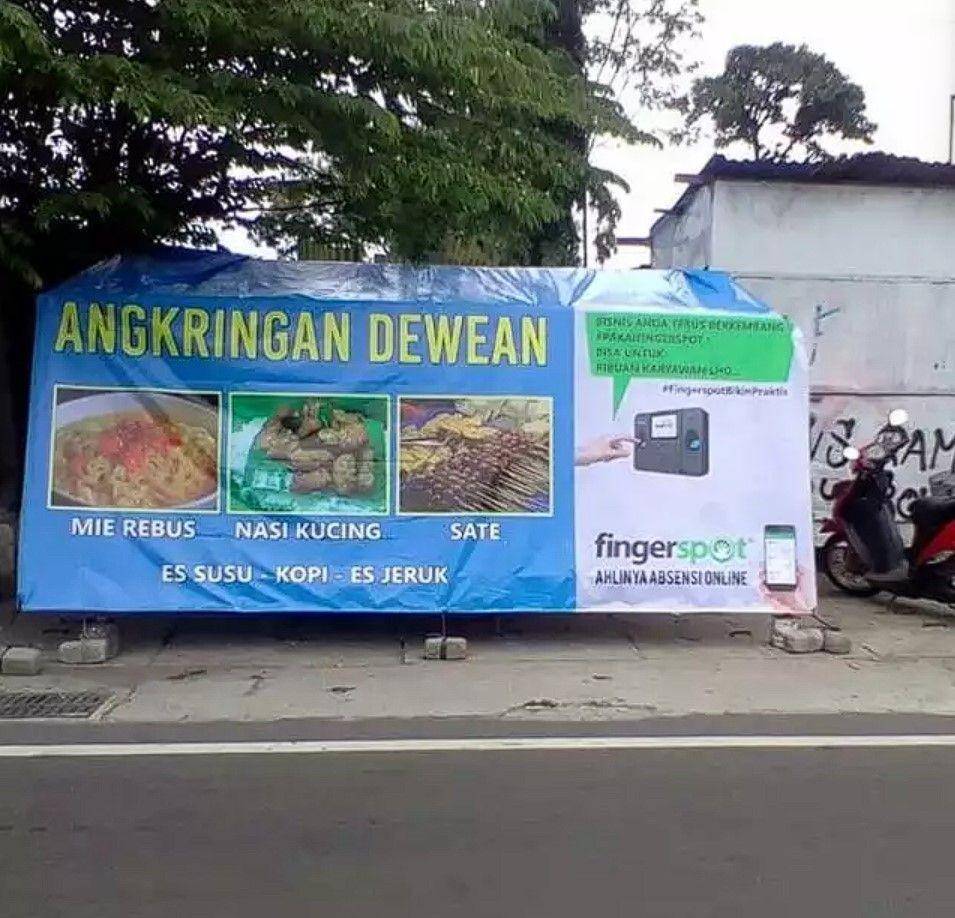 ANGKRINGAN DEWEAN
MIE REBUS
NASI KUCING
SATE
ES SUSU - KOPI - ES JERUK
BISNIS ANDA TERUS BERKEMBANG
#PAKAIFINGERSPOT
BISA UNTUK
RIBUAN KARYAWAN LHO...
#FingerspotBikinPraktis
fingerspot
AHLINYA ABSENSI ONLINE